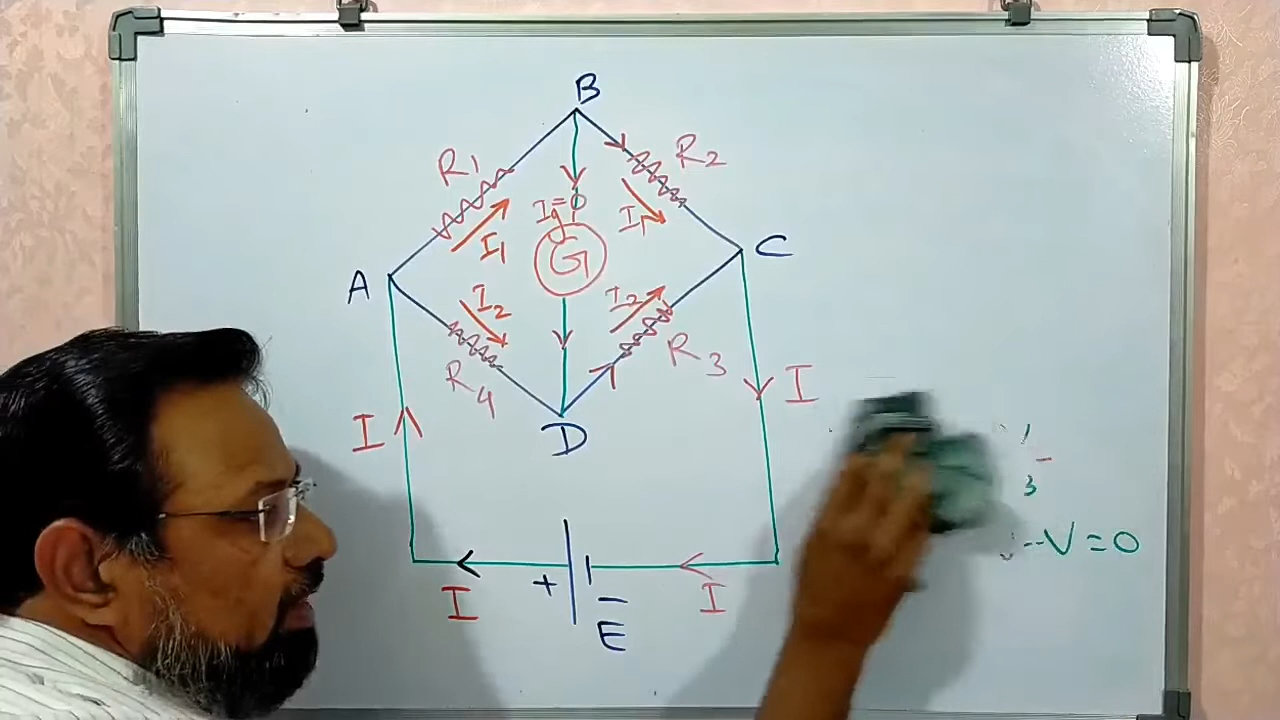 B
R1
R2
Ig=0
I1
I1
G
C
A
I2
I2
R3
R4
I
D
I
V=0
+
−
I
I
E